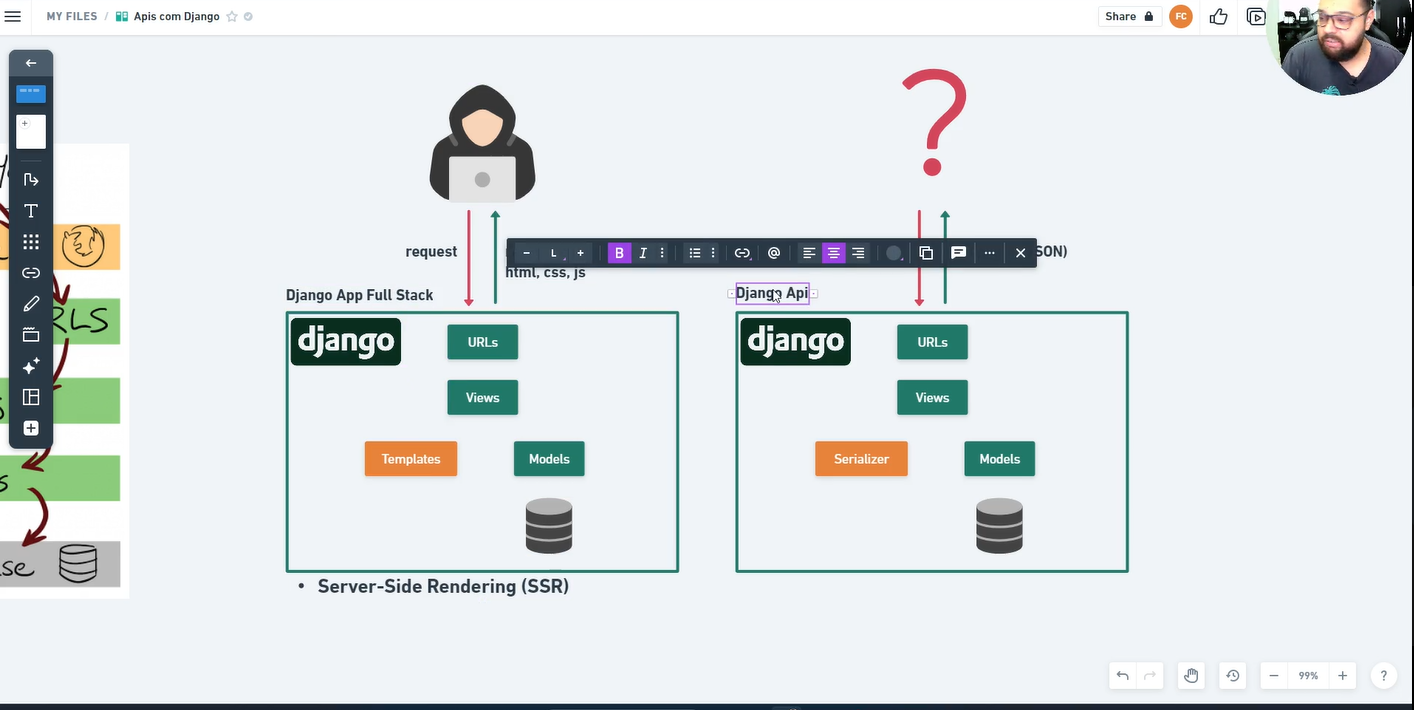 MY FILES / Apis com Django
Share
FC
request
html, css, js
SON)
L
B
I
Django App Full Stack
Django Api
django
URLs
Views
Templates
Models
Server-Side Rendering (SSR)
django
URLs
Views
Serializer
Models
RLS
se
99%
?